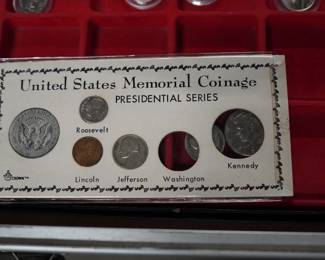 United States Memorial Coinage
PRESIDENTIAL SERIES
Roosevelt
Kennedy
Lincoln
Jefferson
Washington